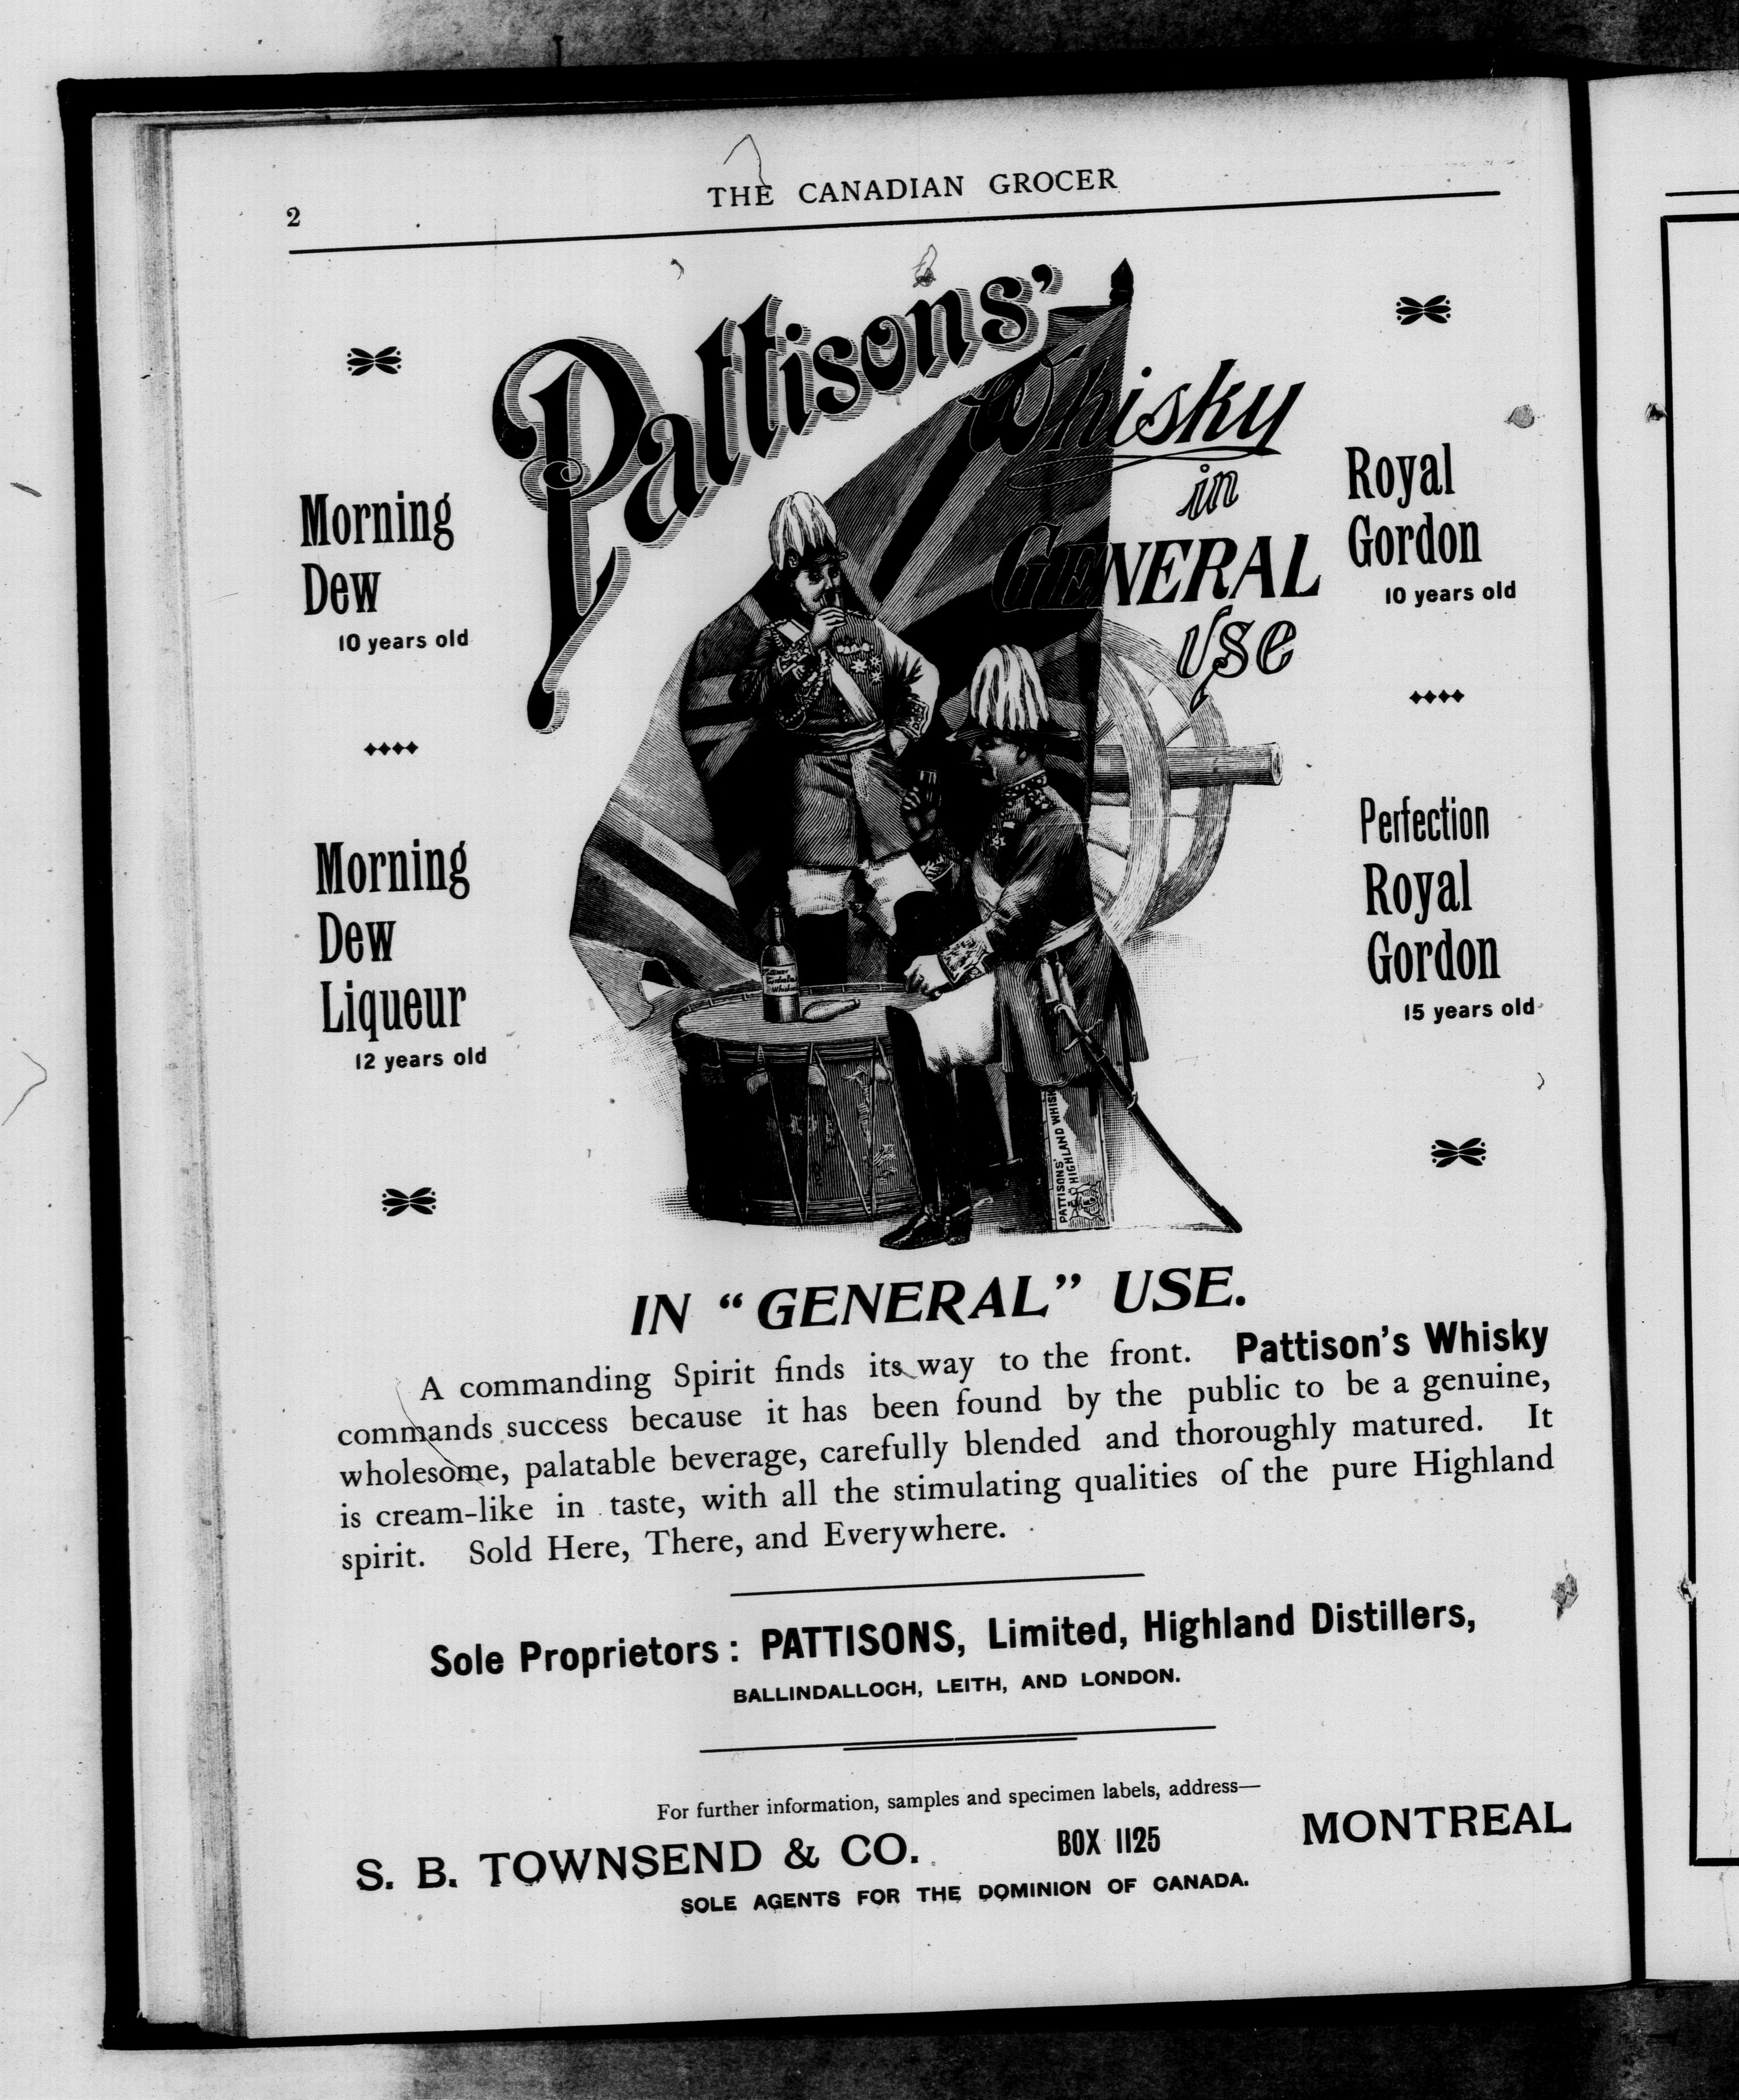 2
THE CANADIAN GROCER
Pattisons'
Whisky
in
GENERAL
use
Morning
Dew
10 years old
Morning
Dew
Liqueur
12 years old
Royal
Gordon
10 years old
Perfection
Royal
Gordon
15 years old
Whisky
PATTISONS'
HIGHLAND WHISK
IN "GENERAL" USE.
A commanding Spirit finds its way to the front. Pattison's Whisky
commands success because it has been found by the public to be a genuine,
wholesome, palatable beverage, carefully blended and thoroughly matured. It
is cream-like in taste, with all the stimulating qualities of the pure Highland
spirit. Sold Here, There, and Everywhere.
Sole Proprietors: PATTISONS, Limited, Highland Distillers,
BALLINDALLOCH, LEITH, AND LONDON.
For further information, samples and specimen labels, address—
S. B. TOWNSEND & CO. BOX 1125 MONTREAL
SOLE AGENTS FOR THE DOMINION OF CANADA.